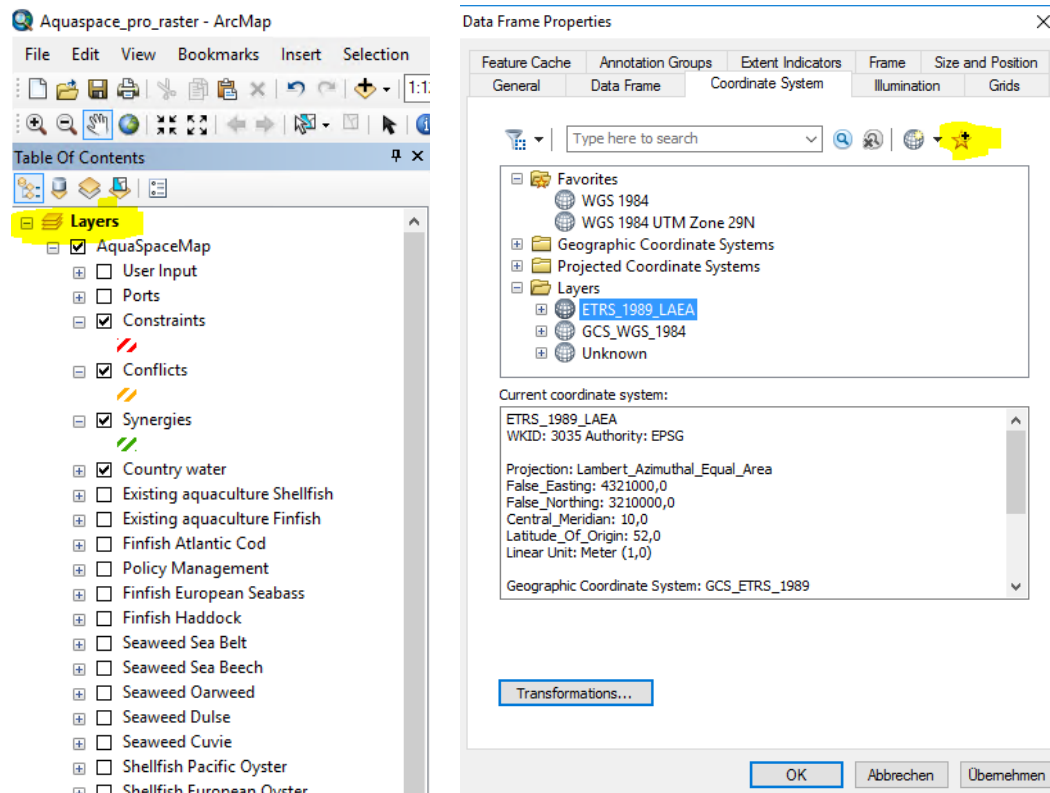 Aquaspace_pro_raster - ArcMap
File Edit View Bookmarks Insert Selection
1:1
Table Of Contents
Layers
AquaSpaceMap
User Input
Ports
Constraints
Conflicts
Synergies
Country water
Existing aquaculture Shellfish
Existing aquaculture Finfish
Finfish Atlantic Cod
Policy Management
Finfish European Seabass
Finfish Haddock
Seaweed Sea Belt
Seaweed Sea Beech
Seaweed Oarweed
Seaweed Dulse
Seaweed Cuvie
Shellfish Pacific Oyster
Shellfish European Oyster
Data Frame Properties
Feature Cache Annotation Groups Extent Indicators Frame Size and Position
General Data Frame Coordinate System Illumination Grids
Type here to search
Favorites
WGS 1984
WGS 1984 UTM Zone 29N
Geographic Coordinate Systems
Projected Coordinate Systems
Layers
ETRS_1989_LAEA
GCS_WGS_1984
Unknown
Current coordinate system:
ETRS_1989_LAEA
WKID: 3035 Authority: EPSG
Projection: Lambert_Azimuthal_Equal_Area
False_Easting: 4321000,0
False_Northing: 3210000,0
Central_Meridian: 10,0
Latitude_Of_Origin: 52,0
Linear Unit: Meter (1,0)
Geographic Coordinate System: GCS_ETRS_1989
Transformations...
OK Abbrechen Übernehmen